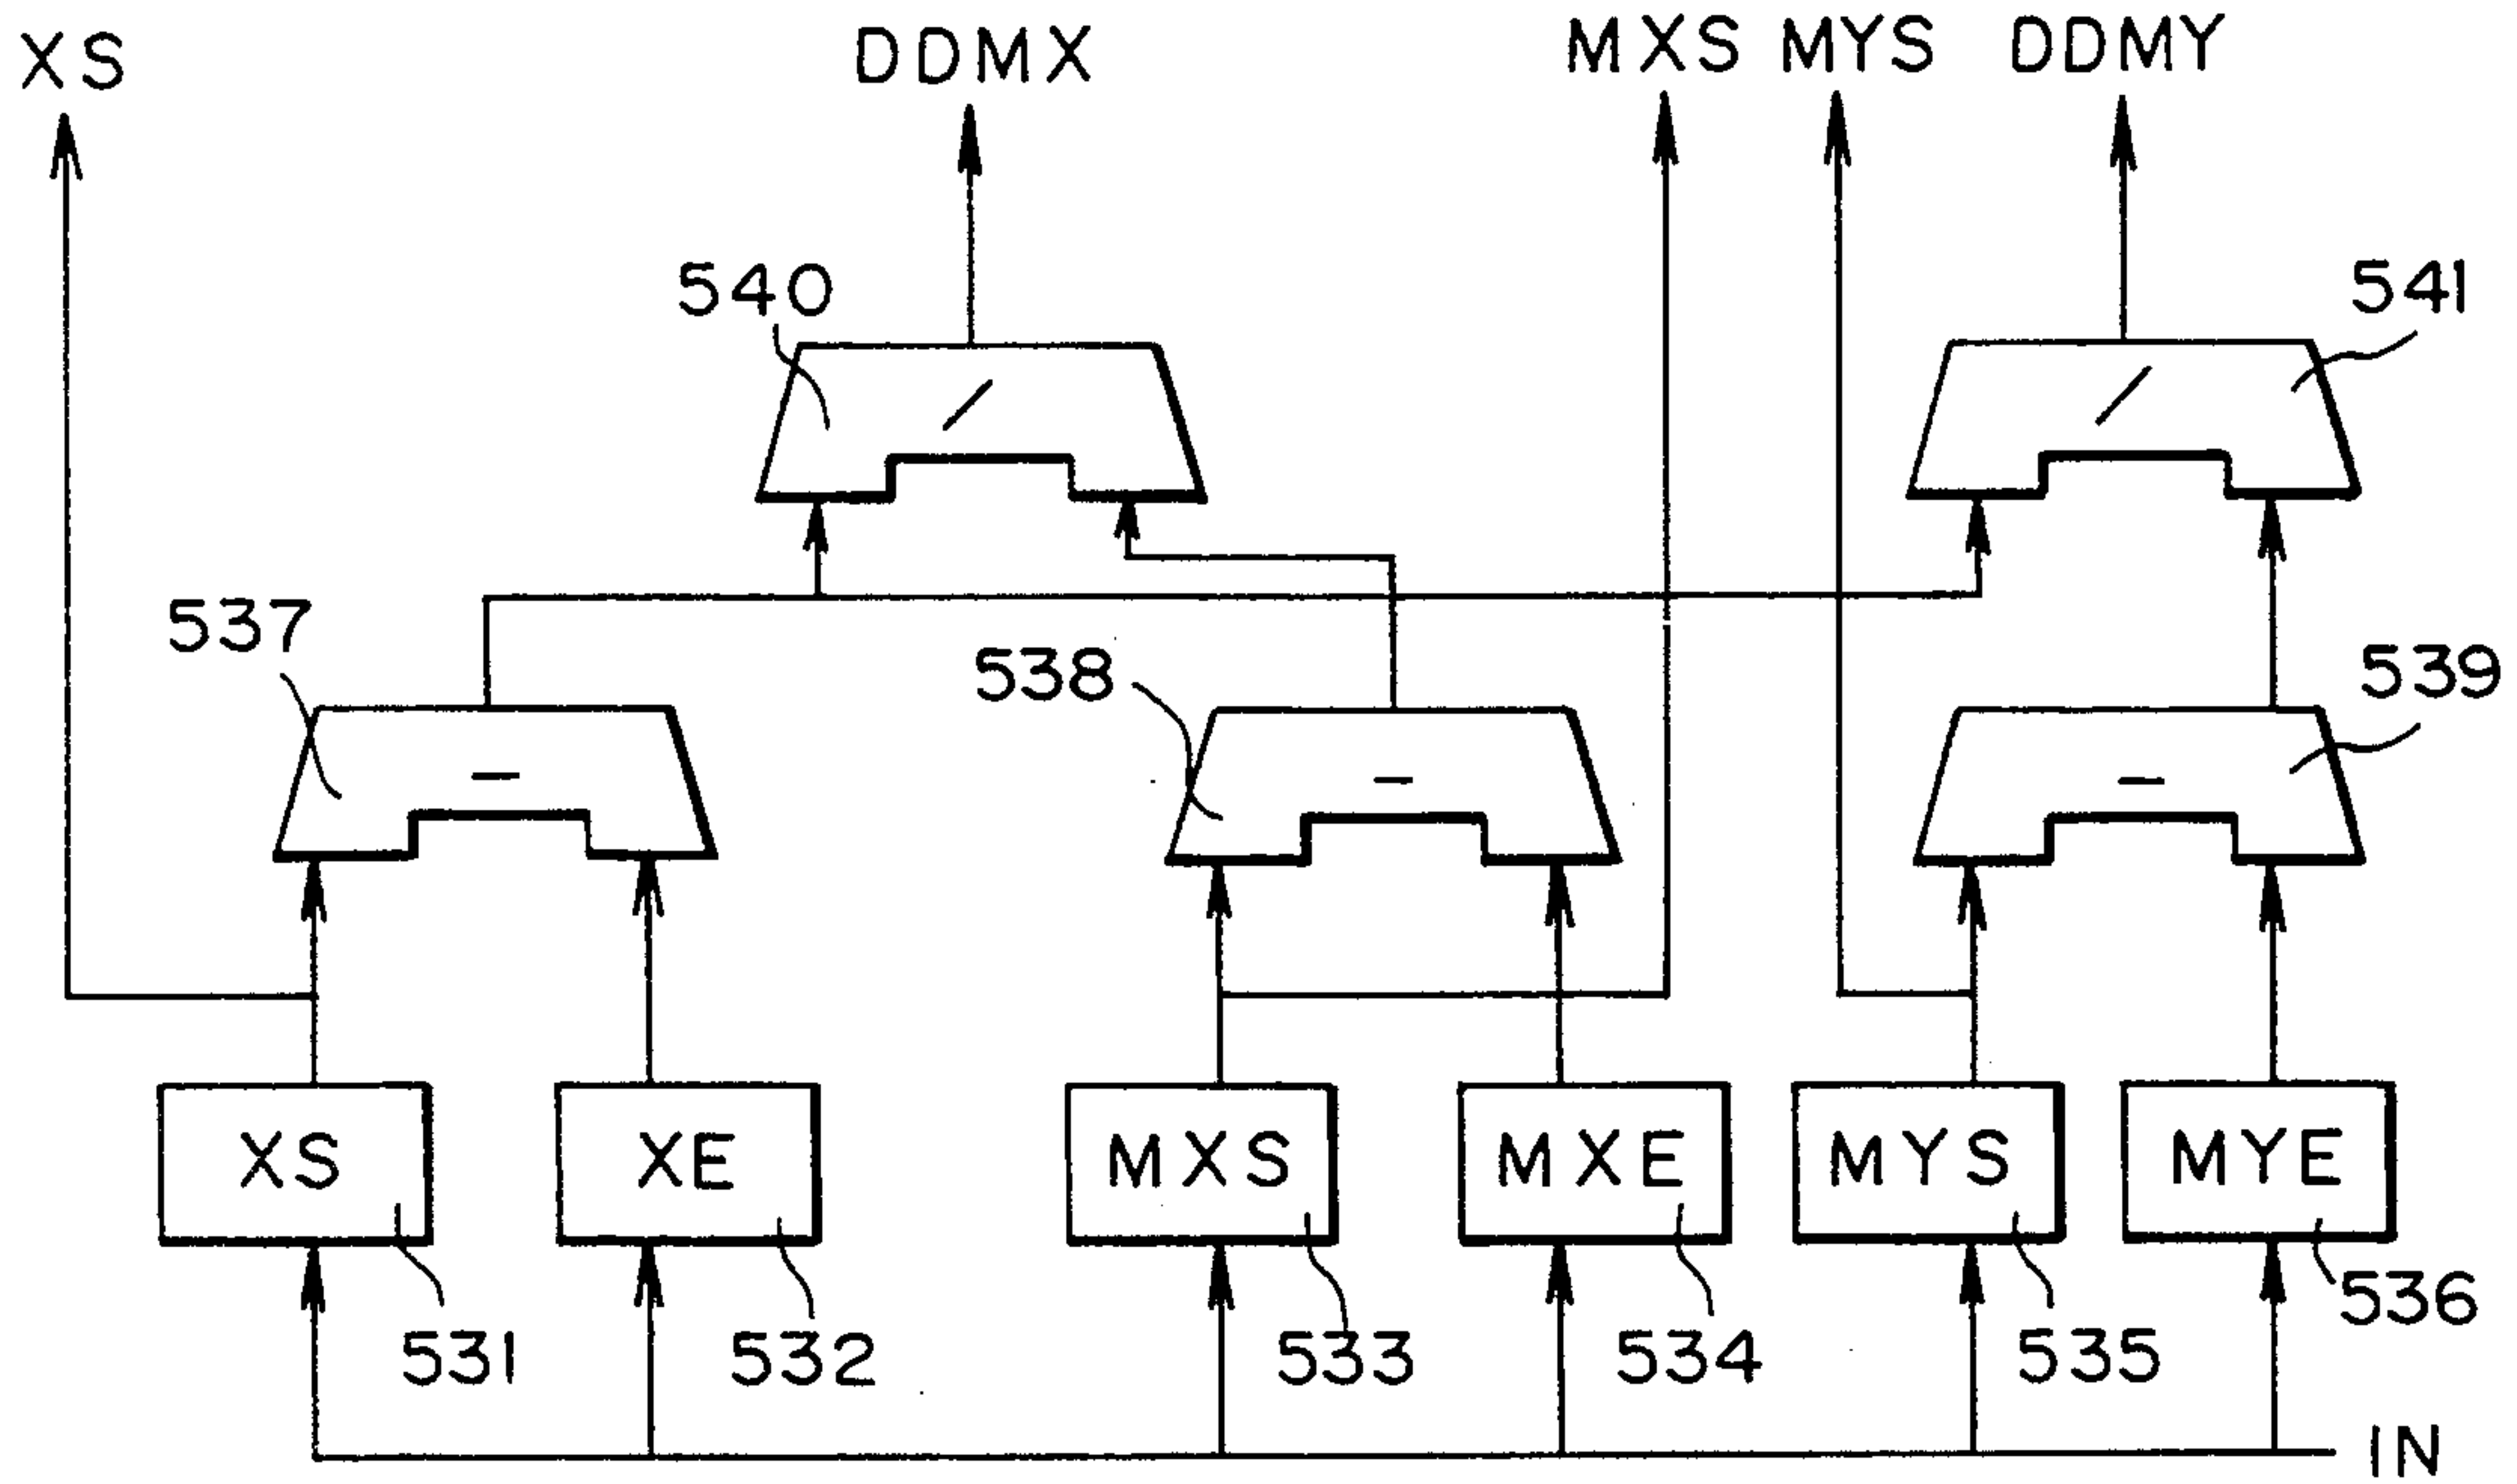 XS DDMX MXS MYS DDMY
540 541
/ /
537 538 539
− − −
XS XE MXS MXE MYS MYE
531 532 533 534 535 536
IN